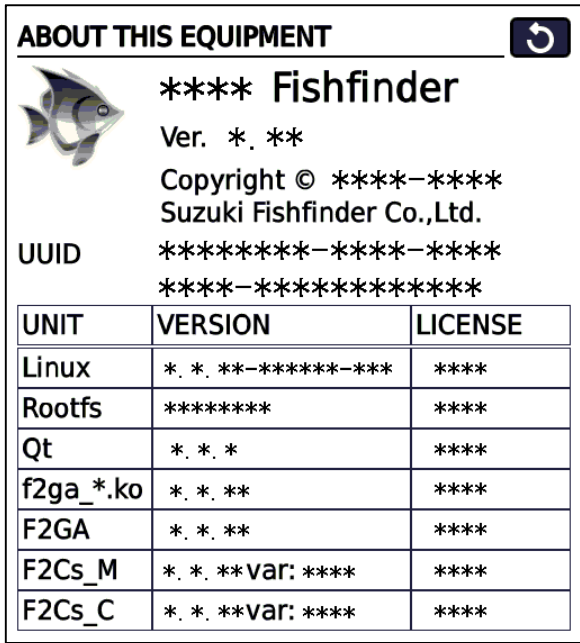 ABOUT THIS EQUIPMENT
**** Fishfinder
Ver. *. **
Copyright © ****-****
Suzuki Fishfinder Co.,Ltd.
UUID ********-****-****
****-************
UNIT VERSION LICENSE
Linux *. *. **-******-*** ****
Rootfs ******** ****
Qt *. *. * ****
f2ga_*.ko *. *. ** ****
F2GA *. *. ** ****
F2Cs_M *. *. **var: **** ****
F2Cs_C *. *. **var: **** ****